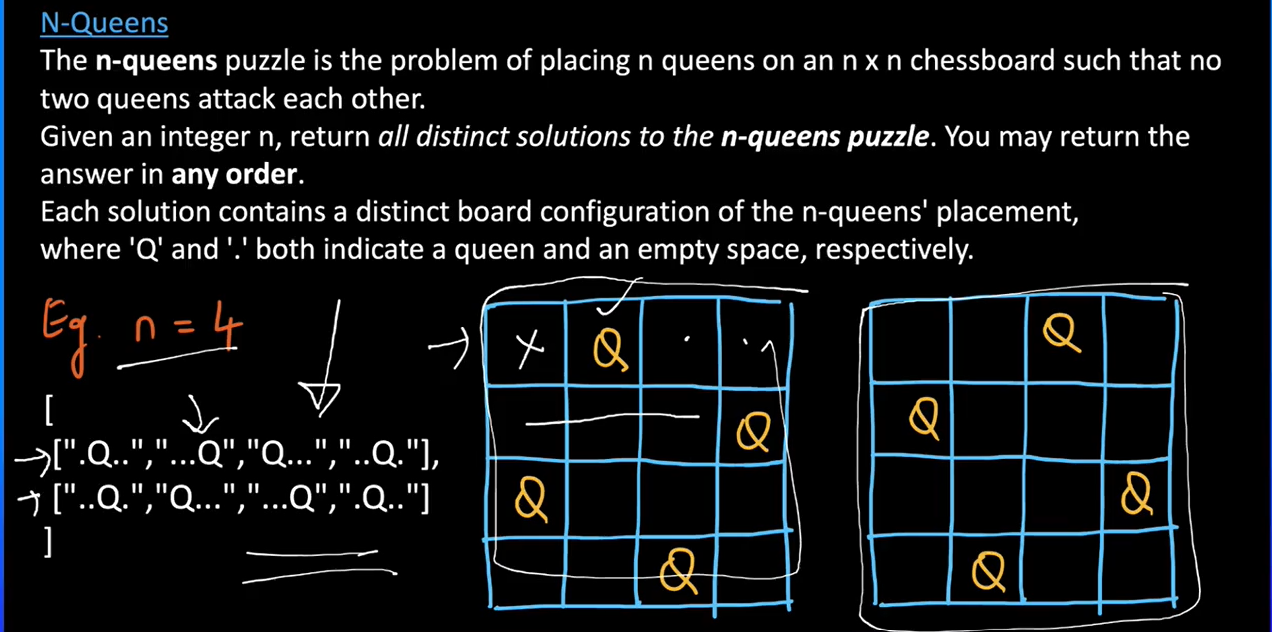 N-Queens
The n-queens puzzle is the problem of placing n queens on an n x n chessboard such that no
two queens attack each other.
Given an integer n, return all distinct solutions to the n-queens puzzle. You may return the
answer in any order.
Each solution contains a distinct board configuration of the n-queens' placement,
where 'Q' and '.' both indicate a queen and an empty space, respectively.
Eg. n = 4
[
[".Q..","...Q","Q...","..Q."],
["..Q.","Q...","...Q",".Q.."]
]
X Q . .
Q
Q
Q
Q
Q
Q
Q